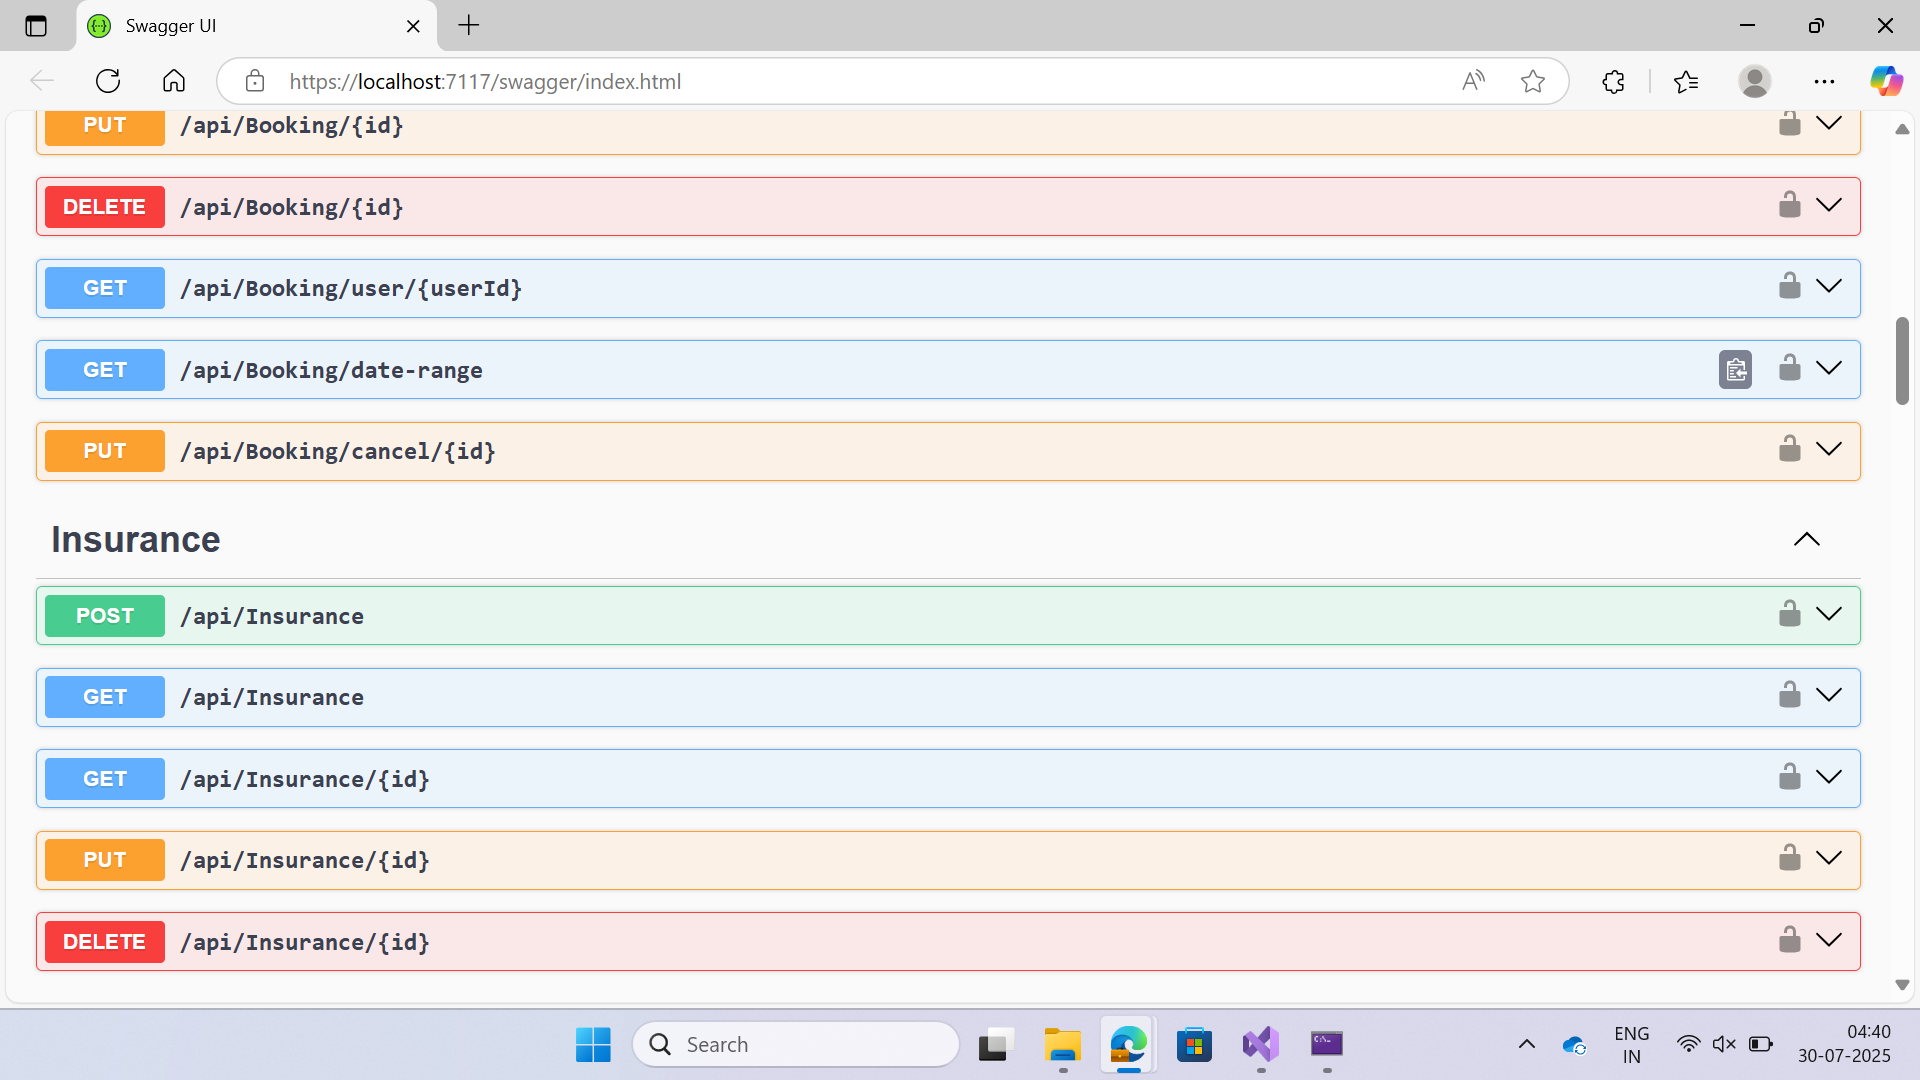 Swagger UI
https://localhost:7117/swagger/index.html
PUT /api/Booking/{id}
DELETE /api/Booking/{id}
GET /api/Booking/user/{userId}
GET /api/Booking/date-range
PUT /api/Booking/cancel/{id}
Insurance
POST /api/Insurance
GET /api/Insurance
GET /api/Insurance/{id}
PUT /api/Insurance/{id}
DELETE /api/Insurance/{id}
Search
ENG
IN
04:40
30-07-2025